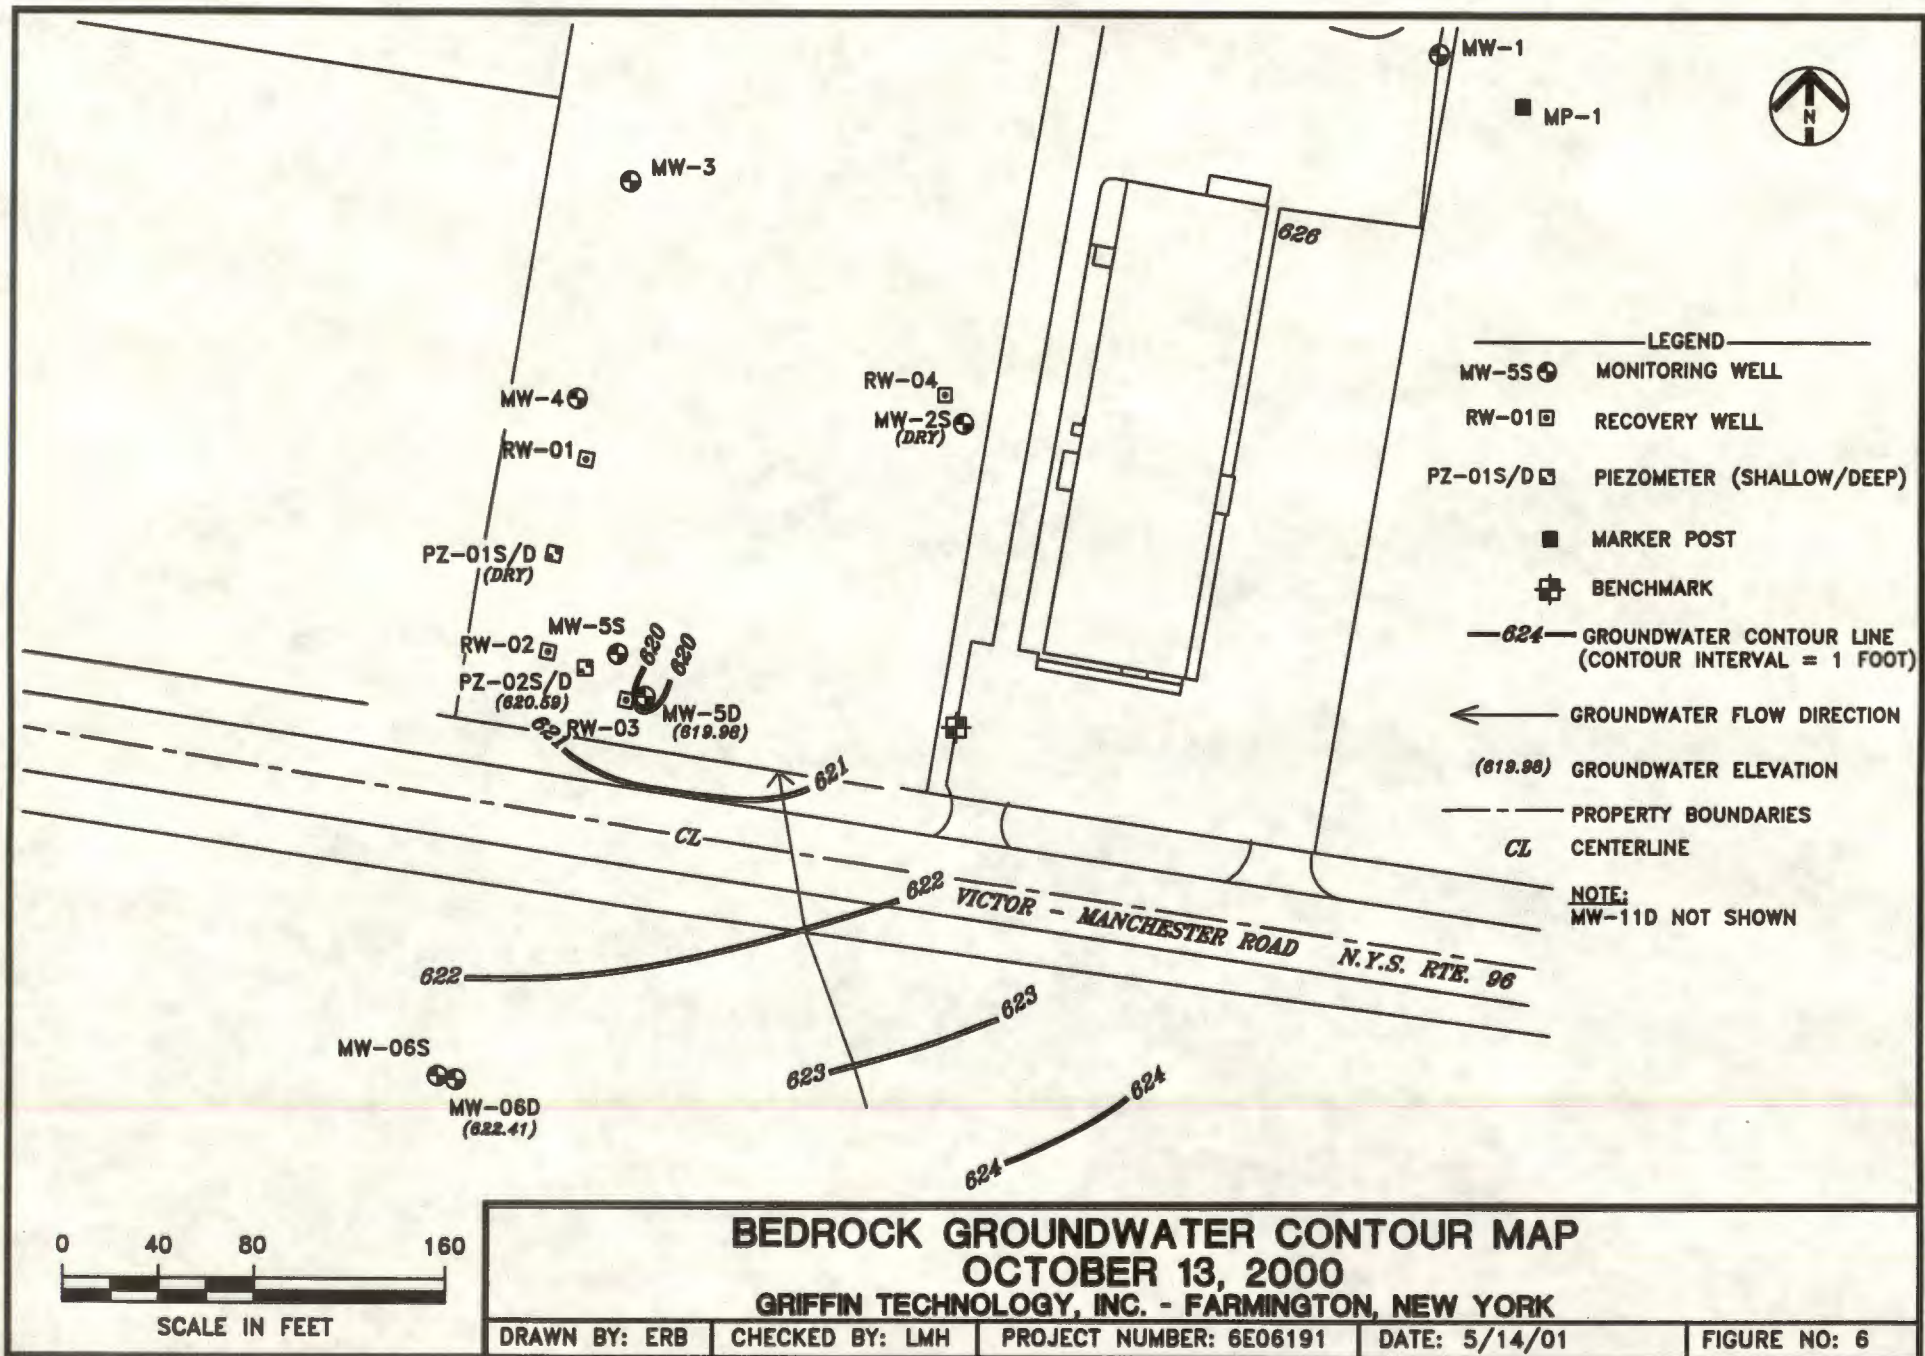 MW-1
MP-1
N
MW-3
626
MW-4
RW-01
RW-04
MW-2S
(DRY)
PZ-01S/D
(DRY)
MW-5S
RW-02
PZ-02S/D
(620.59)
620
620
RW-03
MW-5D
(619.98)
621
621
CL
622
622
VICTOR - MANCHESTER ROAD N.Y.S. RTE. 96
623
623
624
624
MW-06S
MW-06D
(622.41)
LEGEND
MW-5S MONITORING WELL
RW-01 RECOVERY WELL
PZ-01S/D PIEZOMETER (SHALLOW/DEEP)
MARKER POST
BENCHMARK
624 GROUNDWATER CONTOUR LINE
(CONTOUR INTERVAL = 1 FOOT)
GROUNDWATER FLOW DIRECTION
(619.98) GROUNDWATER ELEVATION
PROPERTY BOUNDARIES
CL CENTERLINE
NOTE:
MW-11D NOT SHOWN
0 40 80 160
SCALE IN FEET
BEDROCK GROUNDWATER CONTOUR MAP
OCTOBER 13, 2000
GRIFFIN TECHNOLOGY, INC. - FARMINGTON, NEW YORK
DRAWN BY: ERB CHECKED BY: LMH PROJECT NUMBER: 6E06191 DATE: 5/14/01 FIGURE NO: 6